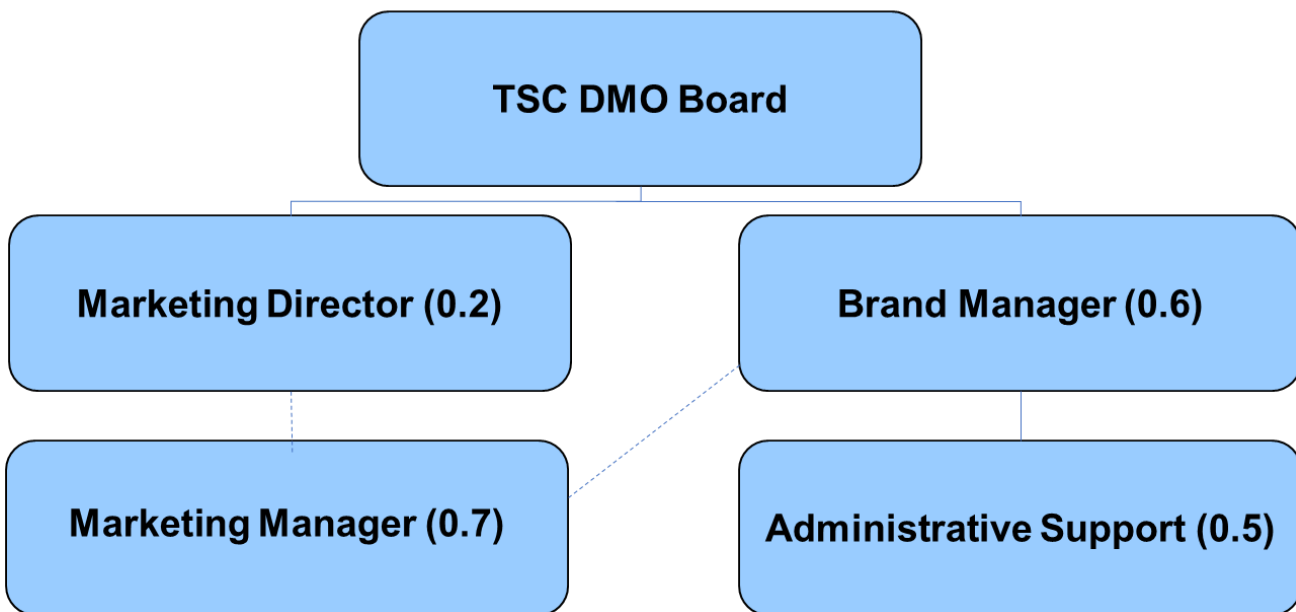 TSC DMO Board
Marketing Director (0.2)
Brand Manager (0.6)
Marketing Manager (0.7)
Administrative Support (0.5)